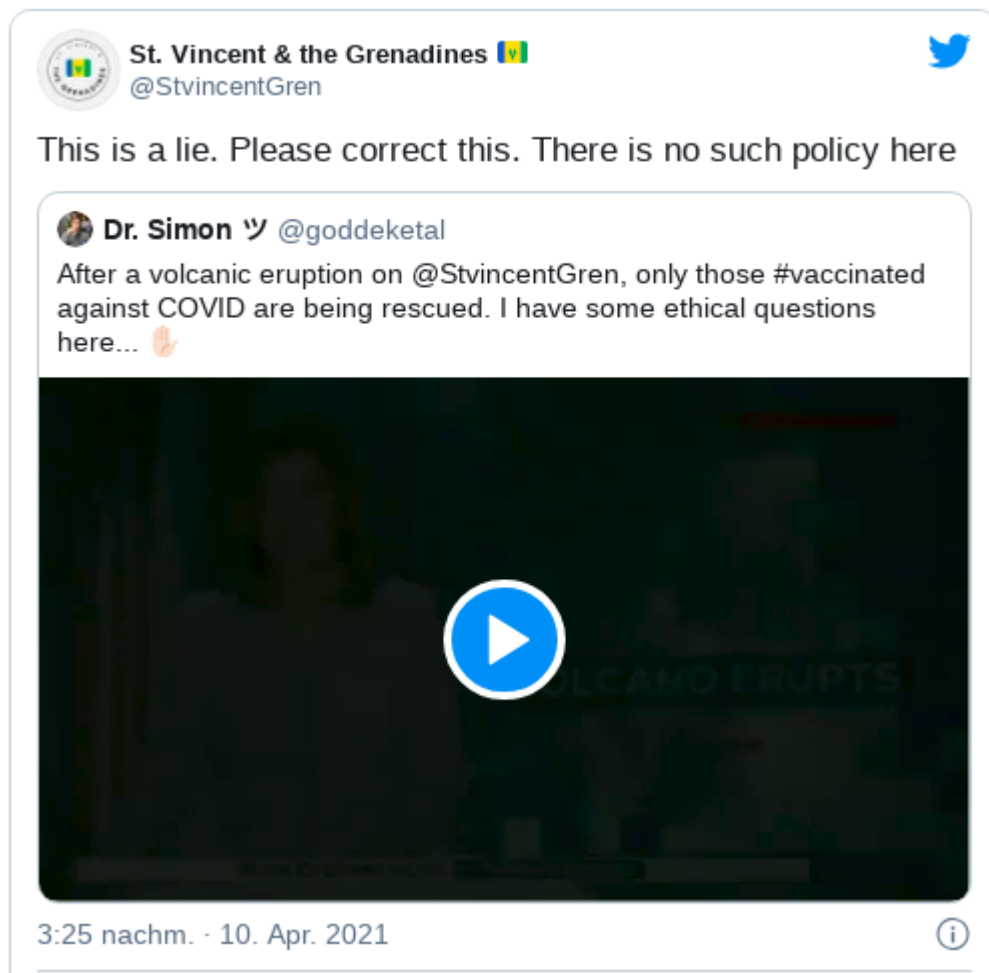 St. Vincent & the Grenadines 🇻🇨
@StvincentGren
This is a lie. Please correct this. There is no such policy here
Dr. Simon ツ @goddeketal
After a volcanic eruption on @StvincentGren, only those #vaccinated
against COVID are being rescued. I have some ethical questions
here... ✋🏻
VOLCANO ERUPTS
3:25 nachm. · 10. Apr. 2021